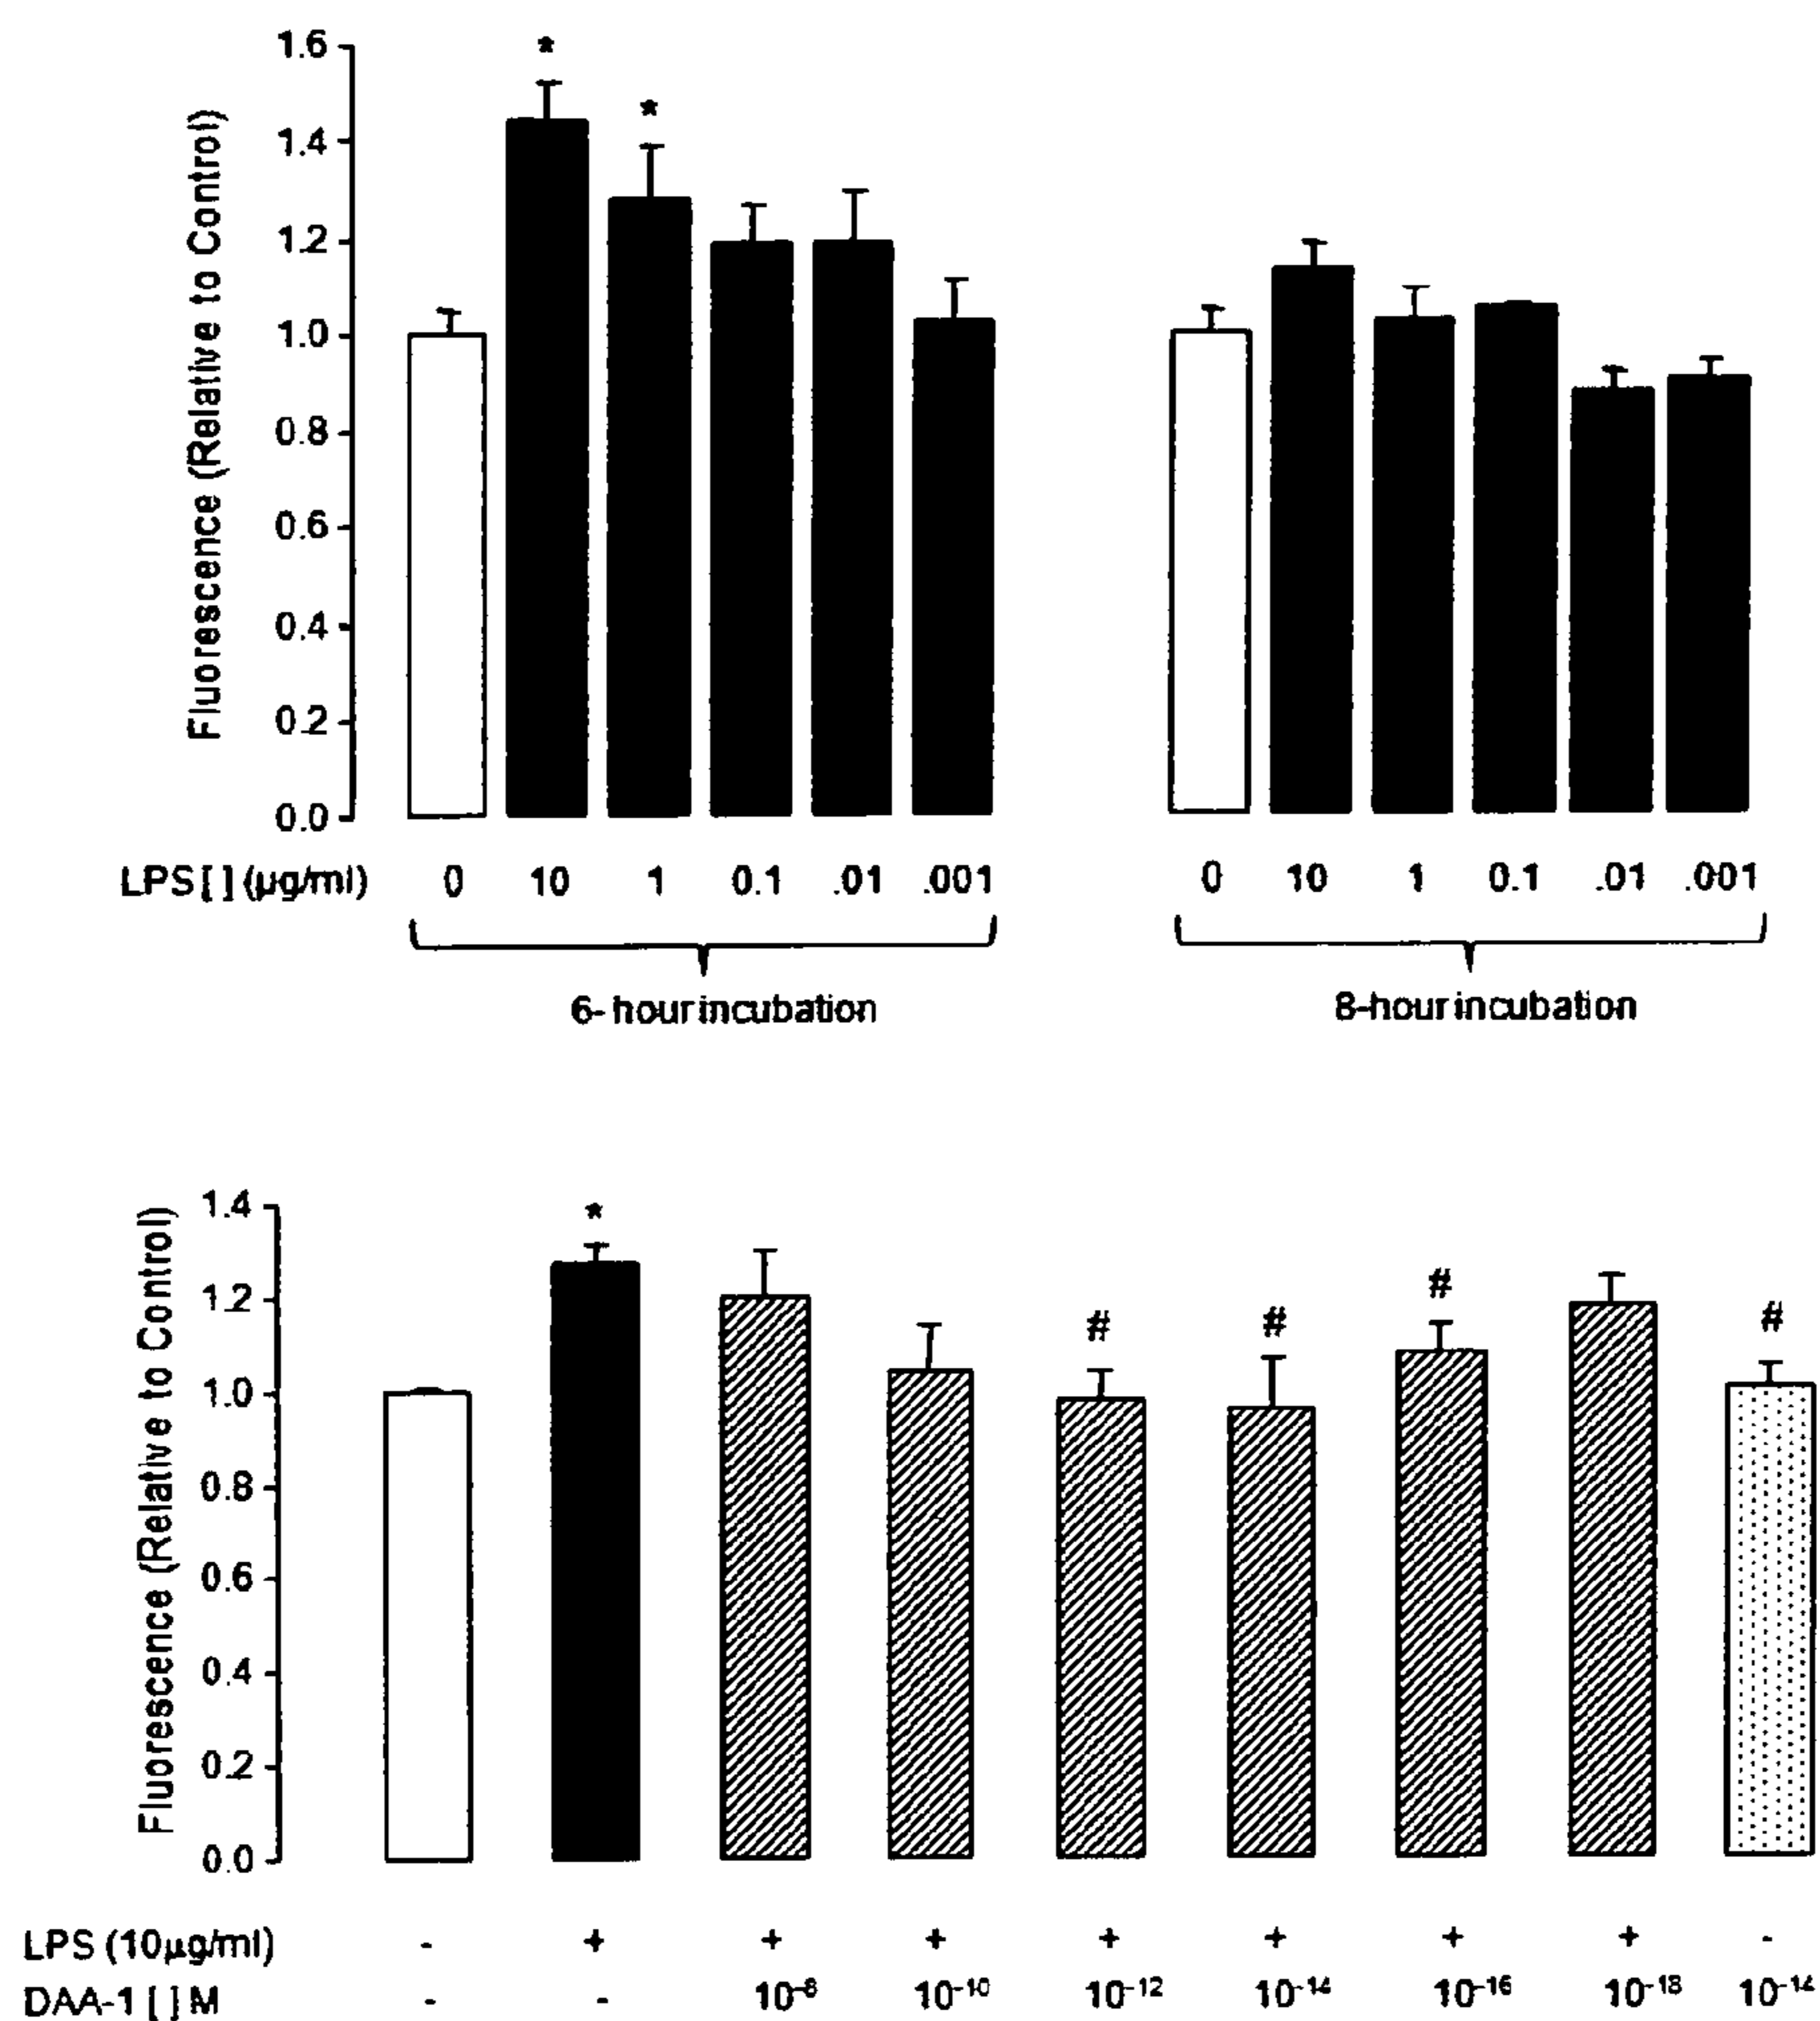 Fluorescence (Relative to Control)
1.6
1.4
1.2
1.0
0.8
0.6
0.4
0.2
0.0
*
*
LPS [ ] (µg/ml) 0 10 1 0.1 .01 .001 0 10 1 0.1 .01 .001
6- hour incubation 8-hour incubation
Fluorescence (Relative to Control)
1.4
1.2
1.0
0.8
0.6
0.4
0.2
0.0
*
# # # #
LPS (10µg/ml) - + + + + + + + -
DAA-1 [ ] M - - 10⁻⁸ 10⁻¹⁰ 10⁻¹² 10⁻¹⁴ 10⁻¹⁶ 10⁻¹⁸ 10⁻¹⁴